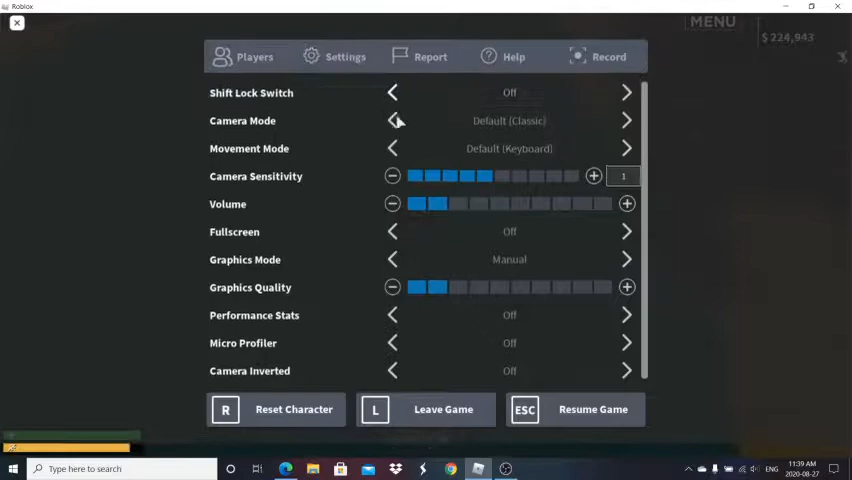 Roblox
MENU
$ 224,943
Players Settings Report Help Record
Shift Lock Switch Off
Camera Mode Default (Classic)
Movement Mode Default (Keyboard)
Camera Sensitivity 1
Volume
Fullscreen Off
Graphics Mode Manual
Graphics Quality
Performance Stats Off
Micro Profiler Off
Camera Inverted Off
R Reset Character L Leave Game ESC Resume Game
Type here to search ENG 11:39 AM
2020-08-27